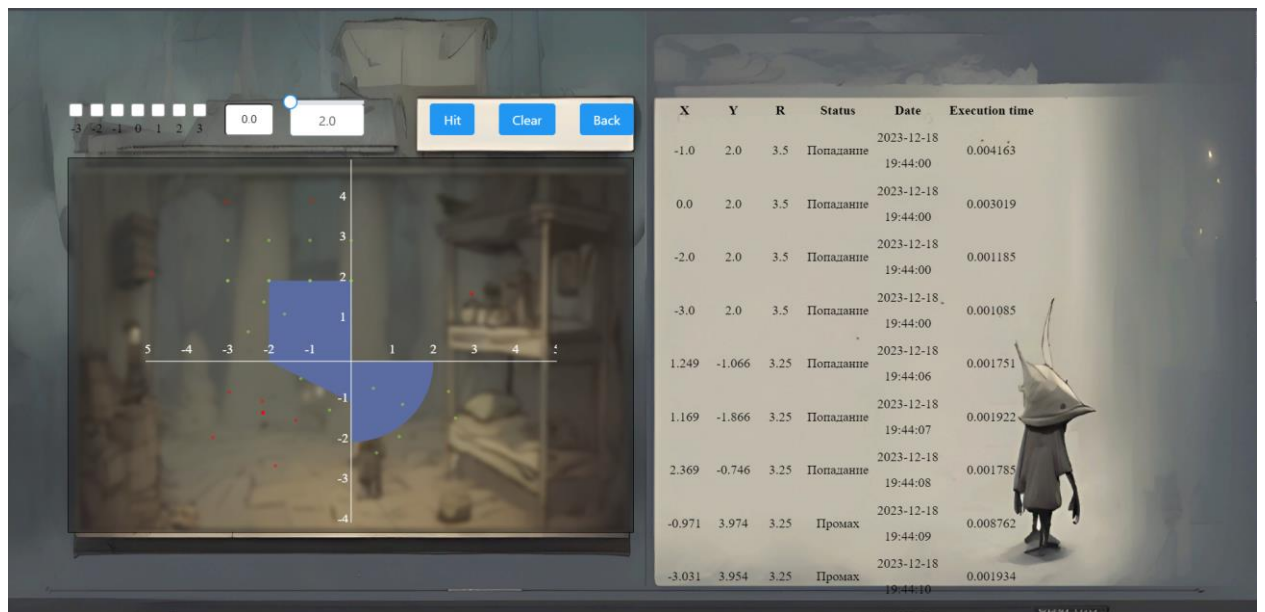 -3 -2 -1 0 1 2 3
0.0
2.0
Hit Clear Back
4
3
2
1
5 -4 -3 -2 -1 1 2 3 4
-1
-2
-3
-4
X Y R Status Date Execution time
-1.0 2.0 3.5 Попадание 2023-12-18 19:44:00 0.004163
0.0 2.0 3.5 Попадание 2023-12-18 19:44:00 0.003019
-2.0 2.0 3.5 Попадание 2023-12-18 19:44:00 0.001185
-3.0 2.0 3.5 Попадание 2023-12-18 19:44:00 0.001085
1.249 -1.066 3.25 Попадание 2023-12-18 19:44:06 0.001751
1.169 -1.866 3.25 Попадание 2023-12-18 19:44:07 0.001922
2.369 -0.746 3.25 Попадание 2023-12-18 19:44:08 0.001785
-0.971 3.974 3.25 Промах 2023-12-18 19:44:09 0.008762
-3.031 3.954 3.25 Промах 2023-12-18 19:44:10 0.001934